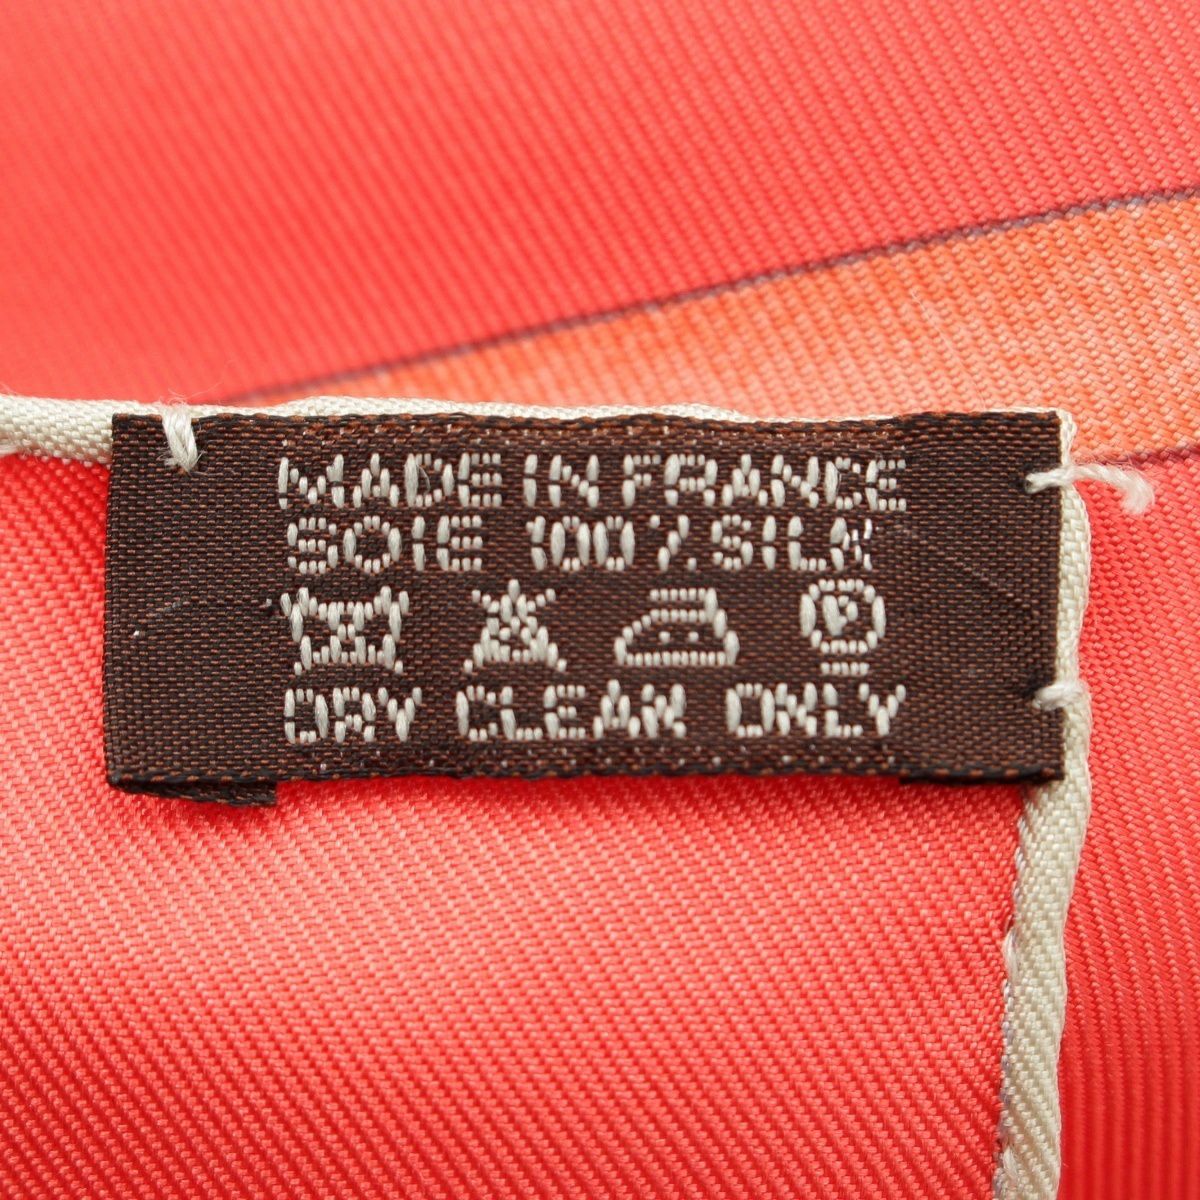 MADE IN FRANCE
SOIE 100% SILK
P
DRY CLEAN ONLY